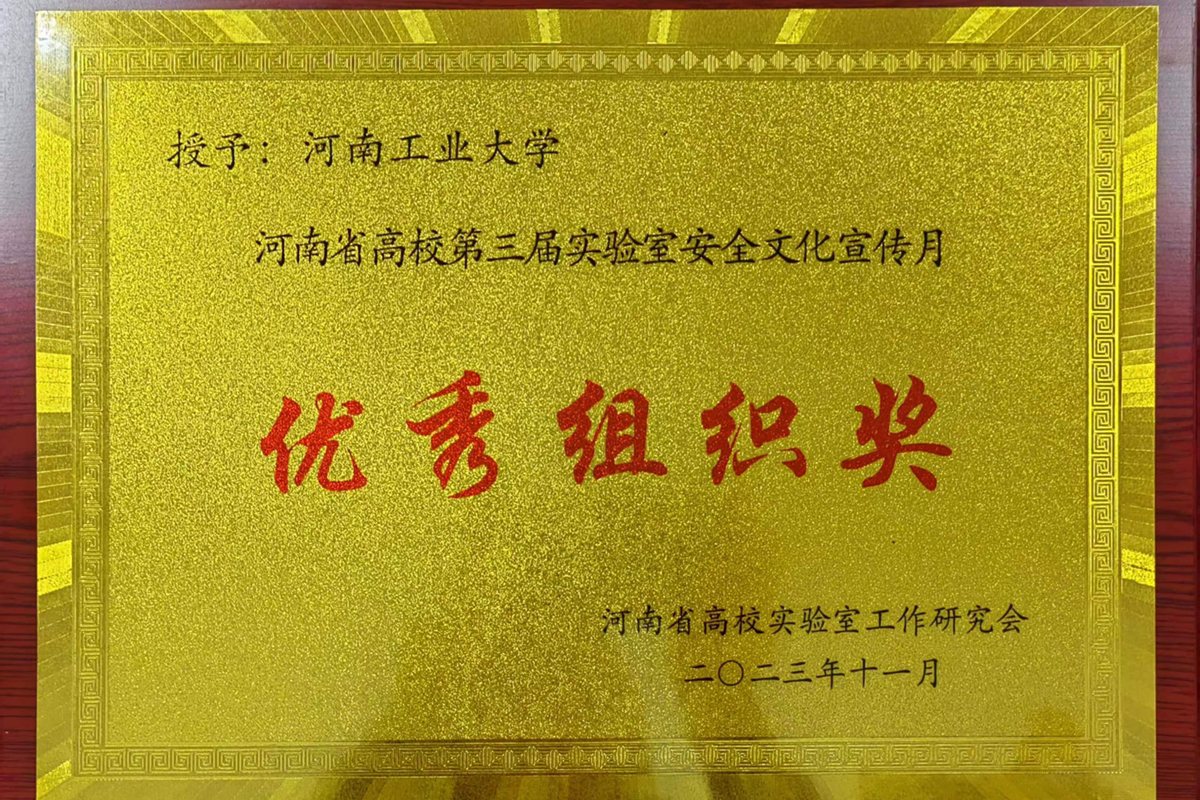 授予：河南工业大学
河南省高校第三届实验室安全文化宣传月
优秀组织奖
河南省高校实验室工作研究会
二〇二三年十一月